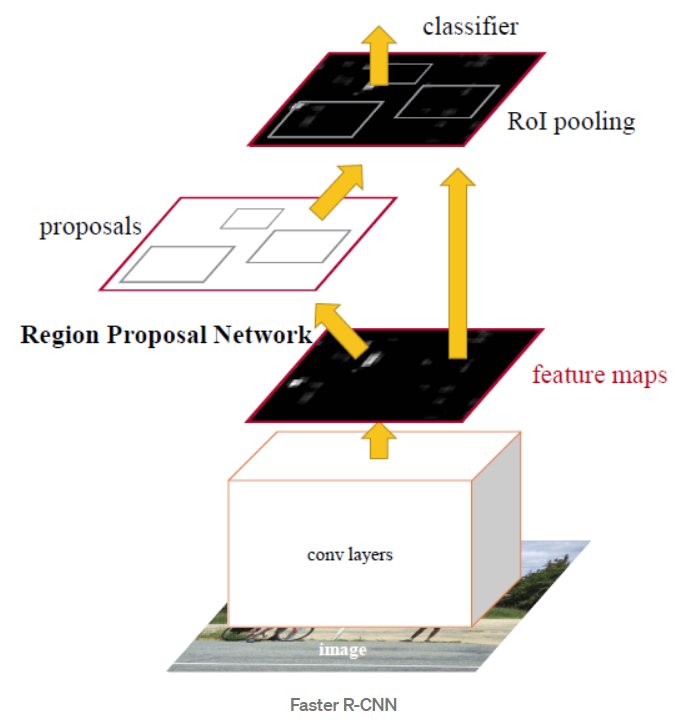 classifier
RoI pooling
proposals
Region Proposal Network
feature maps
conv layers
image
Faster R-CNN